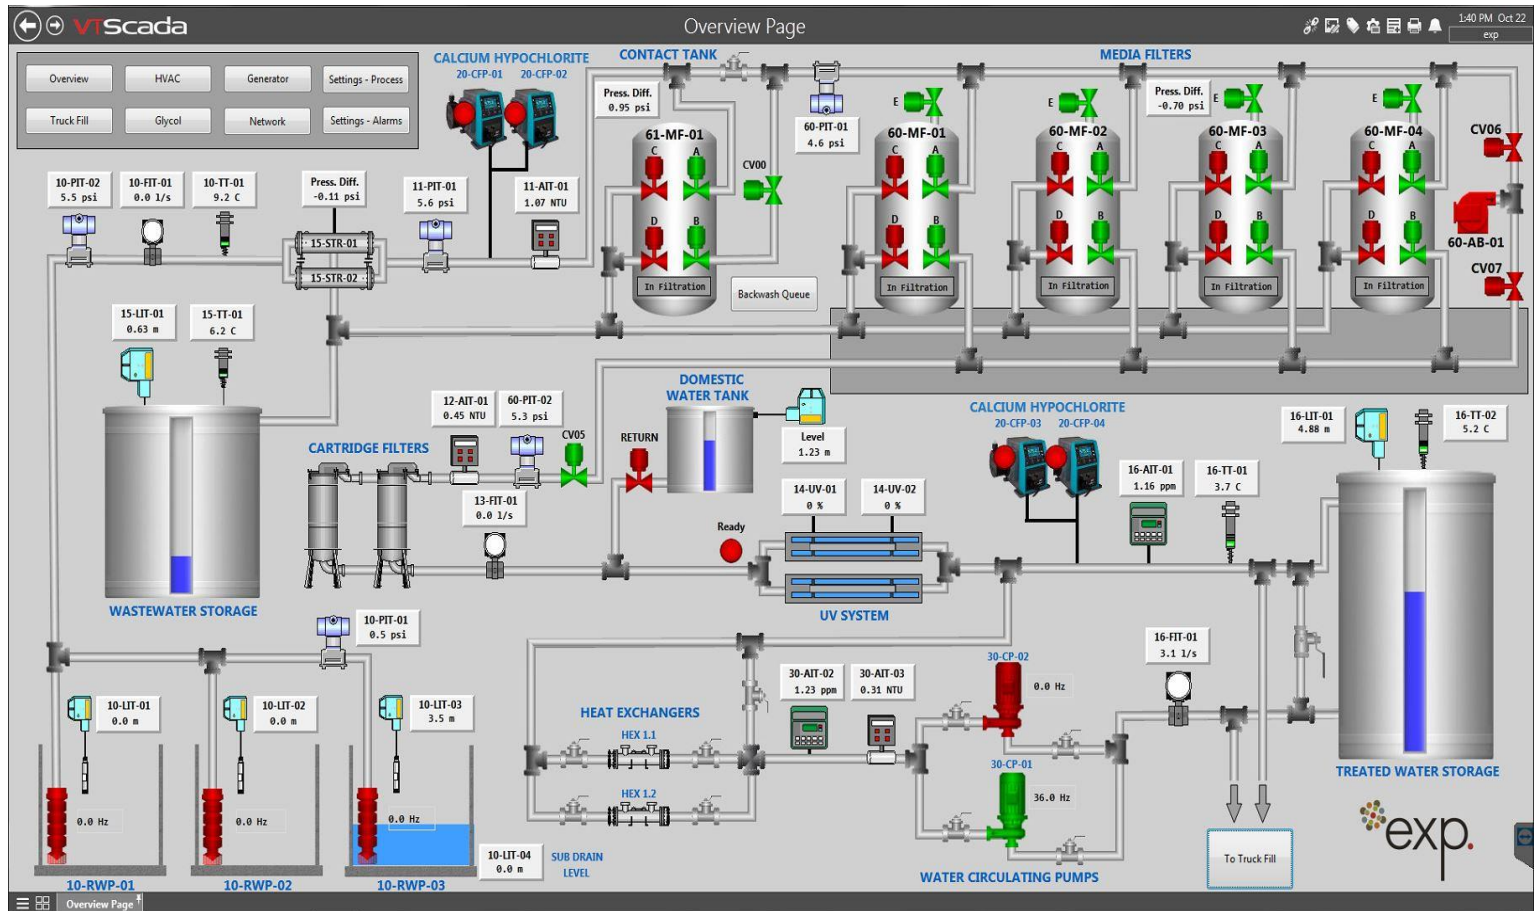 VTScada
Overview Page
1:40 PM Oct 22
exp
Overview
HVAC
Generator
Settings - Process
Truck Fill
Glycol
Network
Settings - Alarms
CALCIUM HYPOCHLORITE
20-CFP-01
20-CFP-02
CONTACT TANK
MEDIA FILTERS
Press. Diff.
0.95 psi
60-PIT-01
4.6 psi
Press. Diff.
-0.70 psi
E
E
E
E
61-MF-01
C
A
D
B
In Filtration
CV00
60-MF-01
C
A
D
B
In Filtration
60-MF-02
C
A
D
B
In Filtration
60-MF-03
C
A
D
B
In Filtration
60-MF-04
C
A
D
B
In Filtration
CV06
60-AB-01
CV07
10-PIT-02
5.5 psi
10-FIT-01
0.0 l/s
10-TT-01
9.2 C
Press. Diff.
-0.11 psi
15-STR-01
15-STR-02
11-PIT-01
5.6 psi
11-AIT-01
1.07 NTU
Backwash Queue
15-LIT-01
0.63 m
15-TT-01
6.2 C
WASTEWATER STORAGE
CARTRIDGE FILTERS
12-AIT-01
0.45 NTU
60-PIT-02
5.3 psi
CV05
13-FIT-01
0.0 l/s
RETURN
DOMESTIC
WATER TANK
Level
1.23 m
Ready
14-UV-01
0 %
14-UV-02
0 %
UV SYSTEM
CALCIUM HYPOCHLORITE
20-CFP-03
20-CFP-04
16-AIT-01
1.16 ppm
16-TT-01
3.7 C
16-LIT-01
4.88 m
16-TT-02
5.2 C
TREATED WATER STORAGE
10-PIT-01
0.5 psi
10-LIT-01
0.0 m
10-LIT-02
0.0 m
10-LIT-03
3.5 m
0.0 Hz
0.0 Hz
0.0 Hz
10-RWP-01
10-RWP-02
10-RWP-03
10-LIT-04
0.0 m
SUB DRAIN
LEVEL
HEAT EXCHANGERS
HEX 1.1
HEX 1.2
30-AIT-02
1.23 ppm
30-AIT-03
0.31 NTU
30-CP-02
0.0 Hz
30-CP-01
36.0 Hz
WATER CIRCULATING PUMPS
16-FIT-01
3.1 l/s
To Truck Fill
exp.
Overview Page